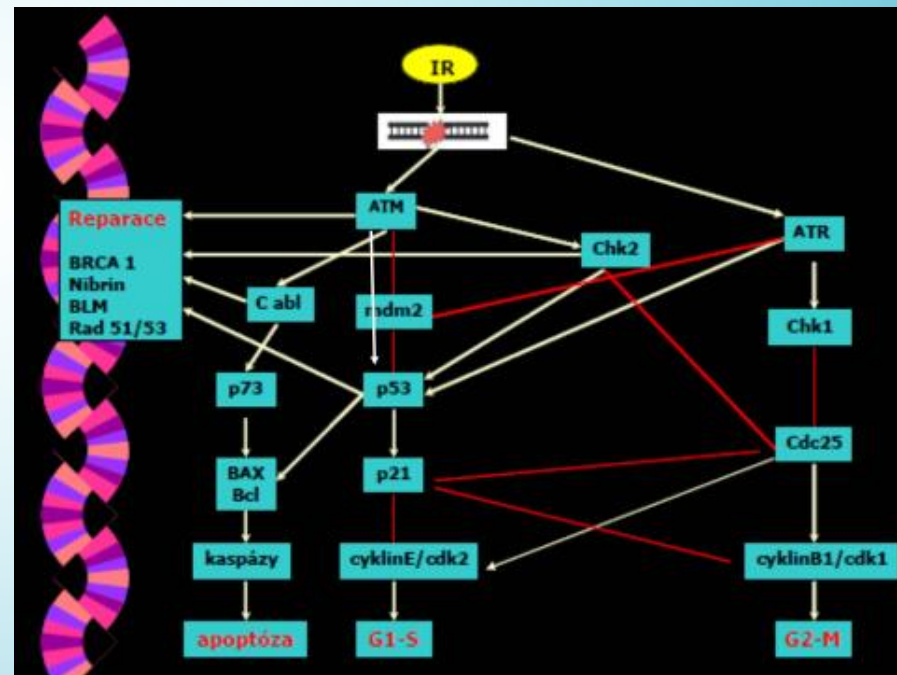 IR
ATM
Reparace
BRCA 1
Nibrin
BLM
Rad 51/53
Chk2
ATR
C abl
mdm2
Chk1
p73
p53
Cdc25
BAX
Bcl
p21
kaspázy
cyklinE/cdk2
cyklinB1/cdk1
apoptóza
G1-S
G2-M